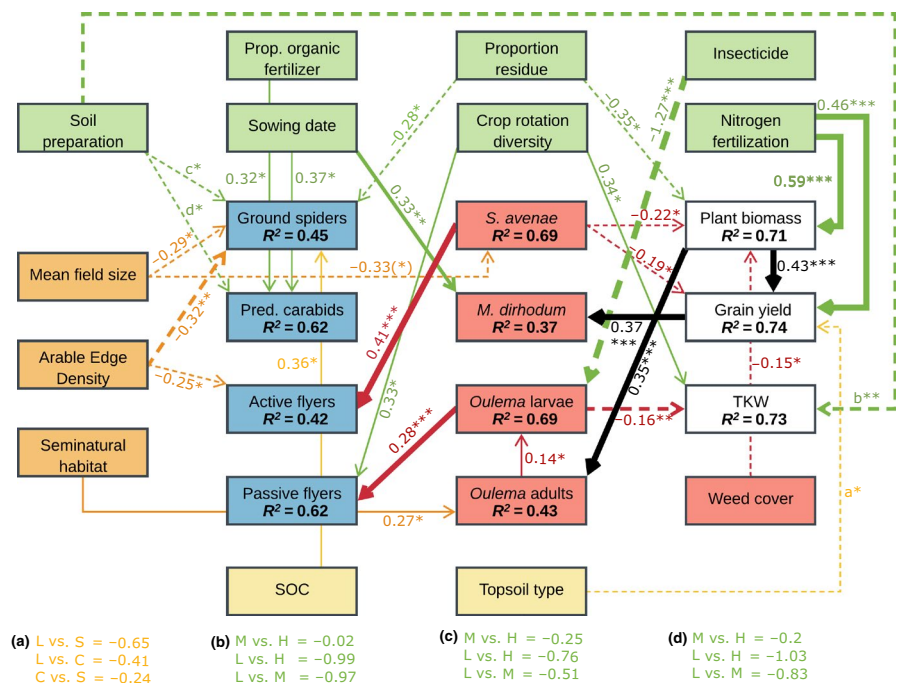 Prop. organic
fertilizer
Proportion
residue
Insecticide
Soil
preparation
Sowing date
Crop rotation
diversity
Nitrogen
fertilization
0.46***
–1.27***
–0.35*
–0.28*
c*
d*
0.32*
0.37*
0.33**
0.34*
0.59***
Ground spiders
R² = 0.45
S. avenae
R² = 0.69
–0.22*
Plant biomass
R² = 0.71
–0.29*
Mean field size
–0.33(*)
–0.19*
0.43***
Pred. carabids
R² = 0.62
M. dirhodum
R² = 0.37
Grain yield
R² = 0.74
–0.32**
0.41***
0.37
***
0.35***
Arable Edge
Density
0.36*
–0.15*
–0.25*
Active flyers
R² = 0.42
0.33*
Oulema larvae
R² = 0.69
–0.16**
TKW
R² = 0.73
b**
Seminatural
habitat
0.28***
0.14*
a*
Passive flyers
R² = 0.62
0.27*
Oulema adults
R² = 0.43
Weed cover
SOC
Topsoil type
(a) L vs. S = –0.65
L vs. C = –0.41
C vs. S = –0.24
(b) M vs. H = –0.02
L vs. H = –0.99
L vs. M = –0.97
(c) M vs. H = –0.25
L vs. H = –0.76
L vs. M = –0.51
(d) M vs. H = –0.2
L vs. H = –1.03
L vs. M = –0.83